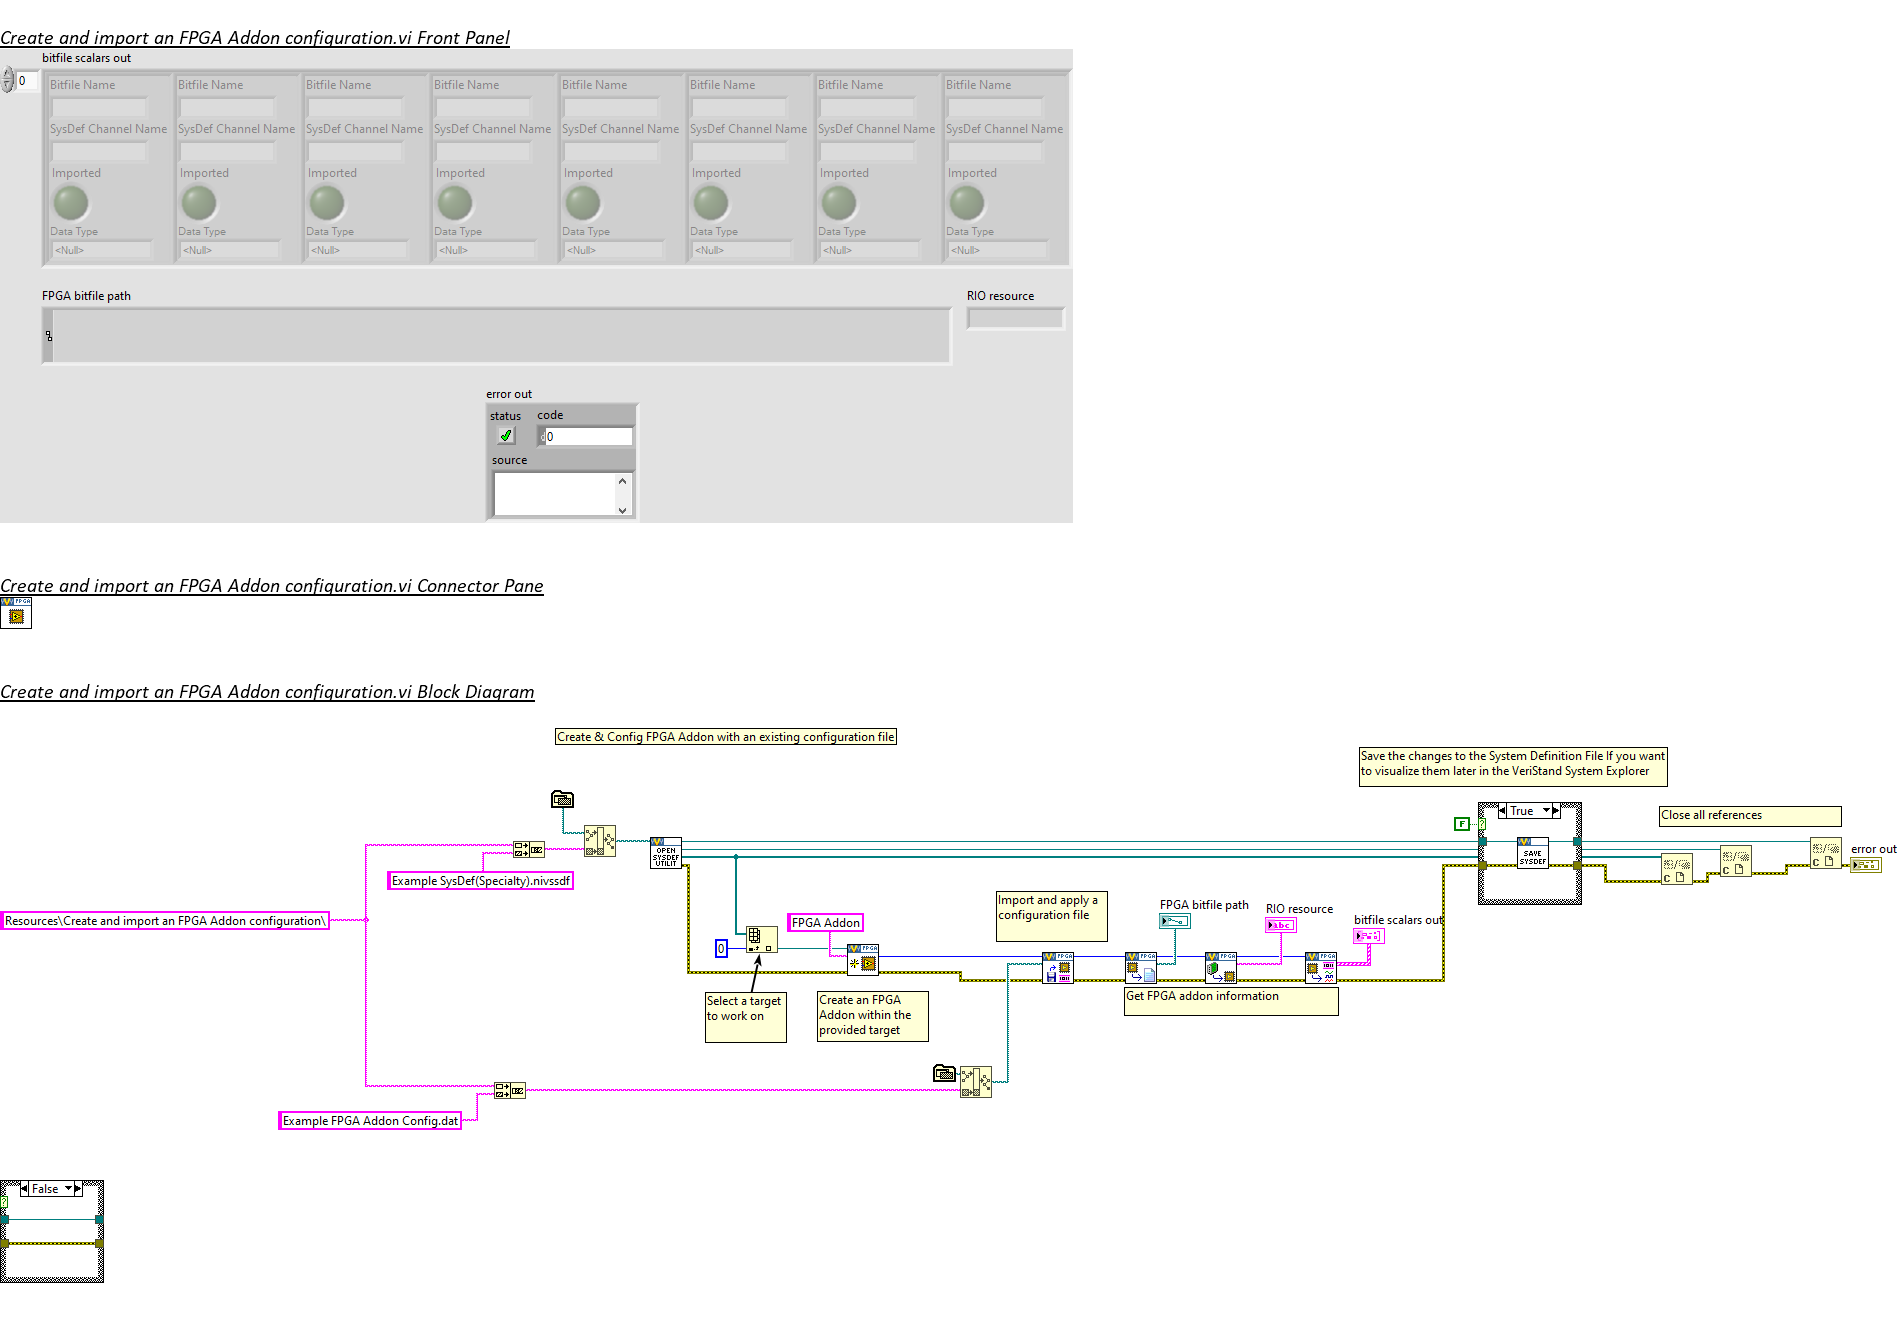 Create and import an FPGA Addon configuration.vi Front Panel
bitfile scalars out
0
Bitfile Name Bitfile Name Bitfile Name Bitfile Name Bitfile Name Bitfile Name Bitfile Name Bitfile Name
SysDef Channel Name SysDef Channel Name SysDef Channel Name SysDef Channel Name SysDef Channel Name SysDef Channel Name SysDef Channel Name SysDef Channel Name
Imported Imported Imported Imported Imported Imported Imported Imported
Data Type Data Type Data Type Data Type Data Type Data Type Data Type Data Type
<Null> <Null> <Null> <Null> <Null> <Null> <Null> <Null>
FPGA bitfile path
RIO resource
error out
status code
d 0
source
Create and import an FPGA Addon configuration.vi Connector Pane
FPGA
Create and import an FPGA Addon configuration.vi Block Diagram
Create & Config FPGA Addon with an existing configuration file
Save the changes to the System Definition File If you want
to visualize them later in the VeriStand System Explorer
True
Close all references
F
?
OPEN
SYSDEF
UTILIT
SAVE
SYSDEF
C
C
C
error out
Example SysDef(Specialty).nivssdf
Resources\Create and import an FPGA Addon configuration\
FPGA Addon
0
FPGA
Import and apply a
configuration file
FPGA bitfile path
RIO resource
abc
bitfile scalars out
FPGA
FPGA
FPGA
FPGA
Select a target
to work on
Create an FPGA
Addon within the
provided target
Get FPGA addon information
Example FPGA Addon Config.dat
False
?